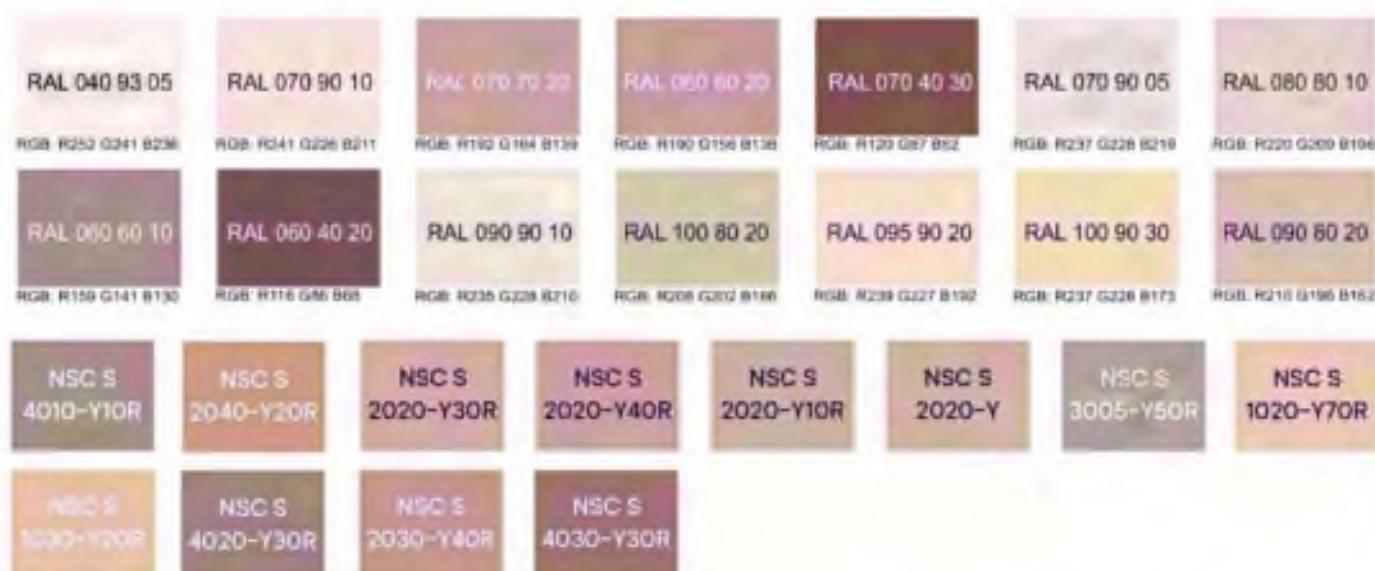 RAL 040 93 05
RGB: R252 G241 B236
RAL 070 90 10
RGB: R241 G226 B211
RAL 070 70 20
RGB: R192 G164 B139
RAL 060 60 20
RGB: R190 G156 B138
RAL 070 40 30
RGB: R120 G87 B62
RAL 070 90 05
RGB: R237 G228 B219
RAL 080 80 10
RGB: R220 G209 B196
RAL 060 60 10
RGB: R159 G141 B130
RAL 060 40 20
RGB: R116 G86 B68
RAL 090 90 10
RGB: R235 G228 B210
RAL 100 80 20
RGB: R208 G202 B166
RAL 095 90 20
RGB: R239 G227 B192
RAL 100 90 30
RGB: R237 G228 B173
RAL 090 80 20
RGB: R210 G196 B162
NSC S
4010-Y10R
NSC S
2040-Y20R
NSC S
2020-Y30R
NSC S
2020-Y40R
NSC S
2020-Y10R
NSC S
2020-Y
NSC S
3005-Y50R
NSC S
1020-Y70R
NSC S
1030-Y20R
NSC S
4020-Y30R
NSC S
2030-Y40R
NSC S
4030-Y30R